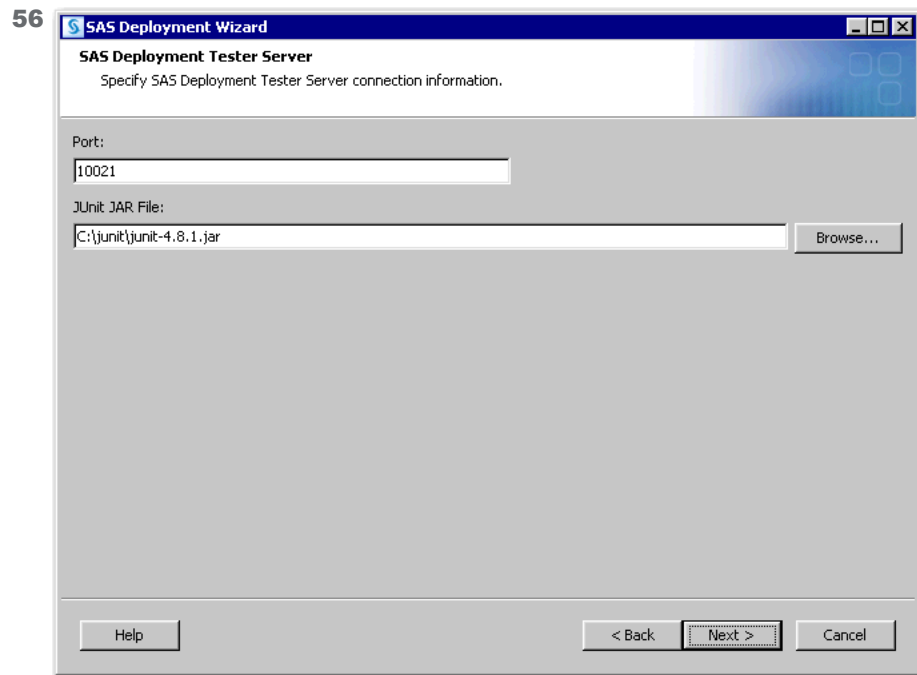 56
SAS Deployment Wizard
SAS Deployment Tester Server
Specify SAS Deployment Tester Server connection information.
Port:
10021
JUnit JAR File:
C:\junit\junit-4.8.1.jar
Browse...
Help
< Back
Next >
Cancel